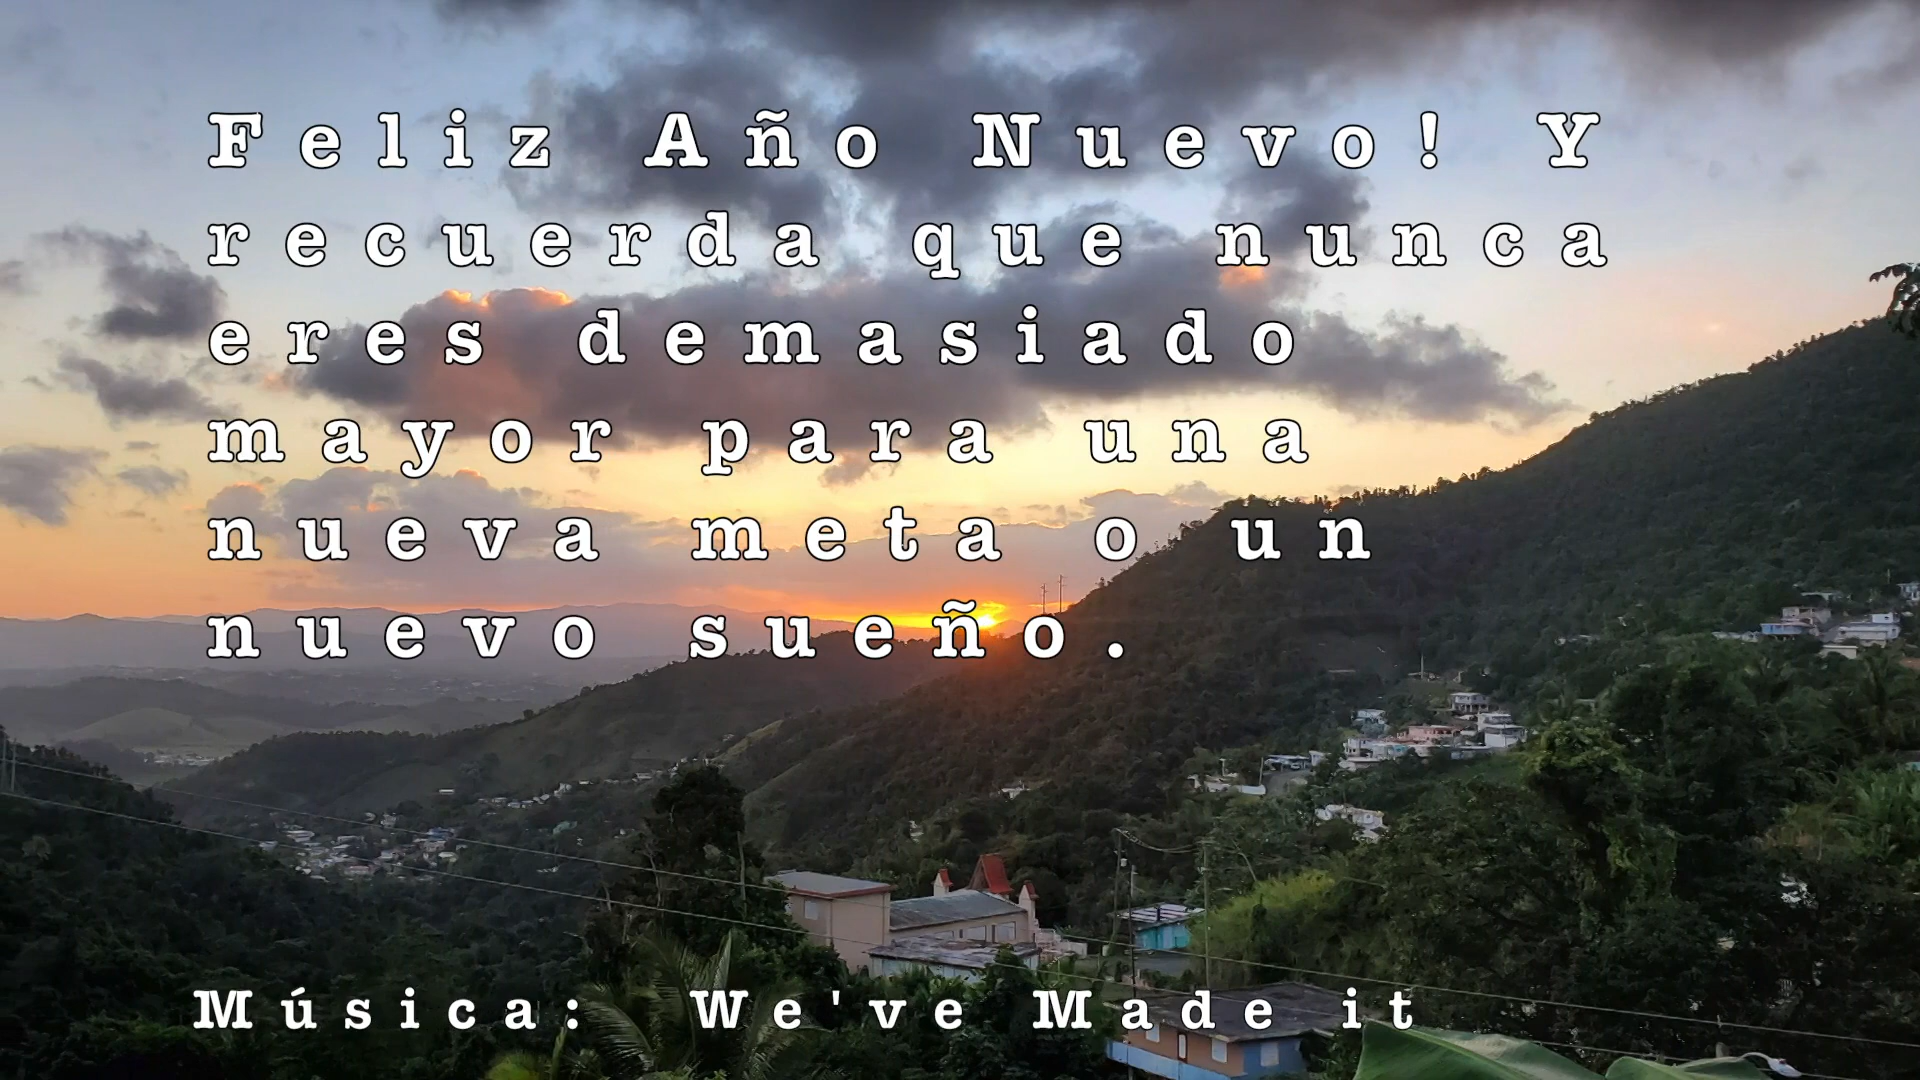 Feliz Año Nuevo! Y
recuerda que nunca
eres demasiado
mayor para una
nueva meta o un
nuevo sueño.
Música: We've Made it